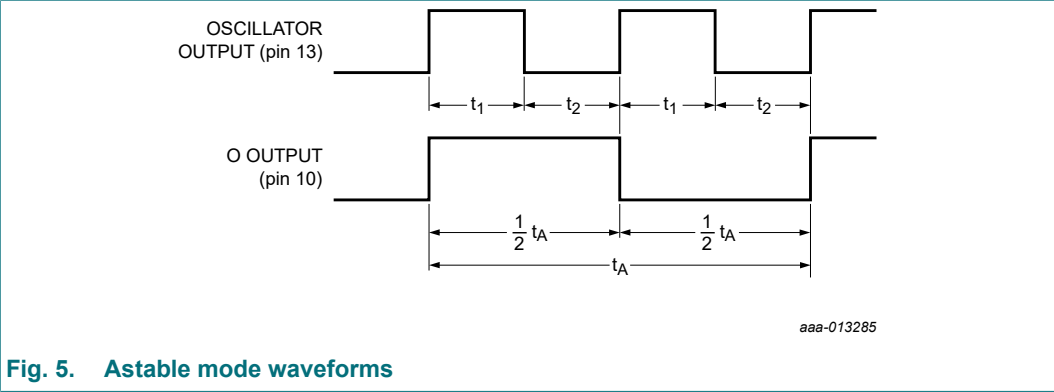 OSCILLATOR
OUTPUT (pin 13)
t1 t2 t1 t2
O OUTPUT
(pin 10)
1/2 tA 1/2 tA
tA
aaa-013285
Fig. 5. Astable mode waveforms